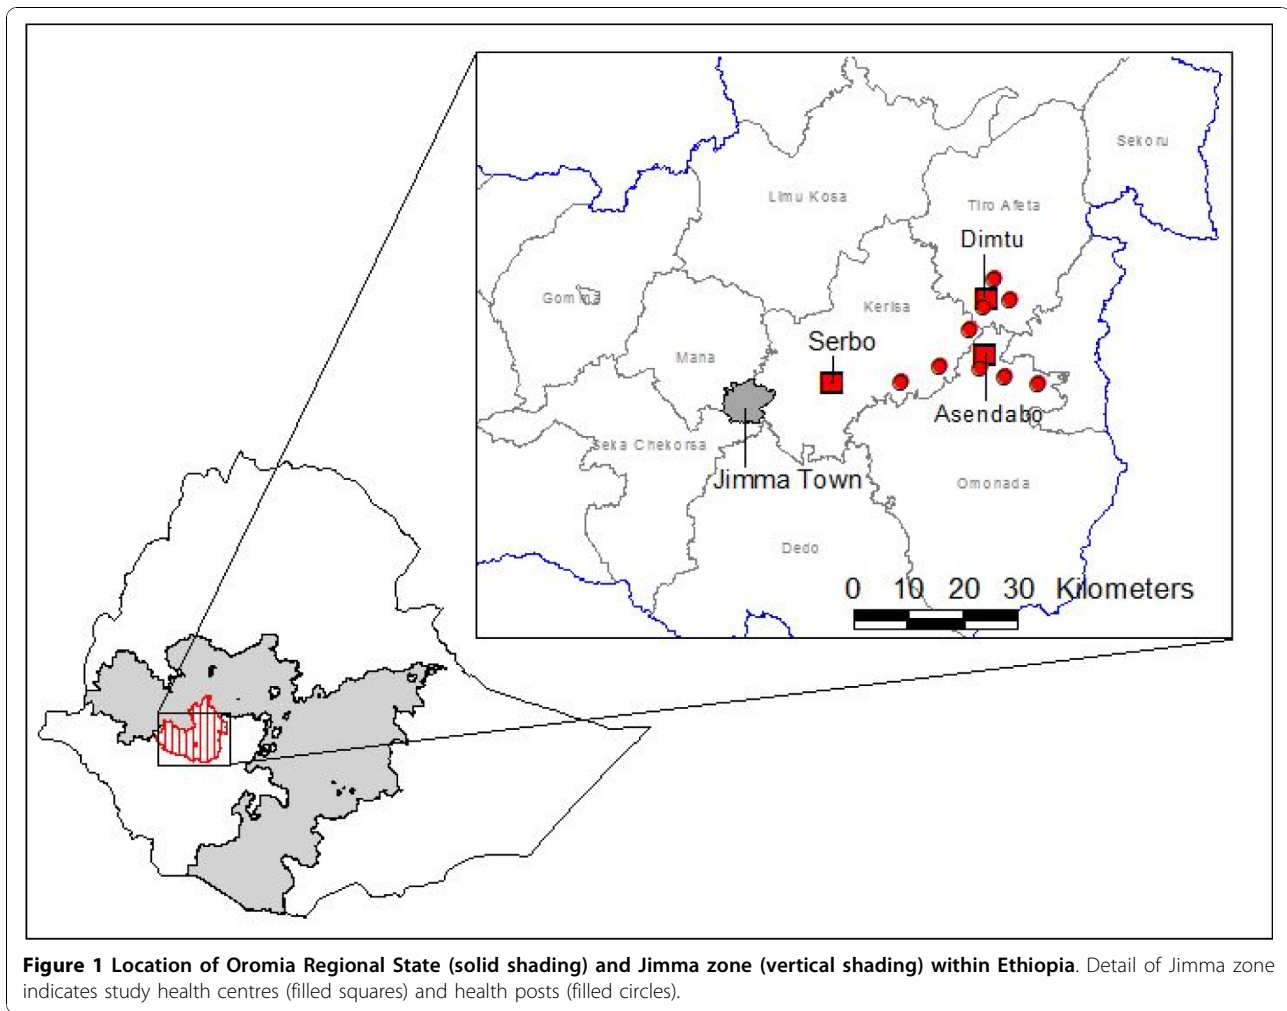 Sekoru
Limu Kosa
Tiro Afeta
Dimtu
Gomma
Kerisa
Serbo
Mana
Asendabo
Seka Chekorsa
Jimma Town
Omonada
Dedo
0 10 20 30 Kilometers
Figure 1 Location of Oromia Regional State (solid shading) and Jimma zone (vertical shading) within Ethiopia. Detail of Jimma zone
indicates study health centres (filled squares) and health posts (filled circles).